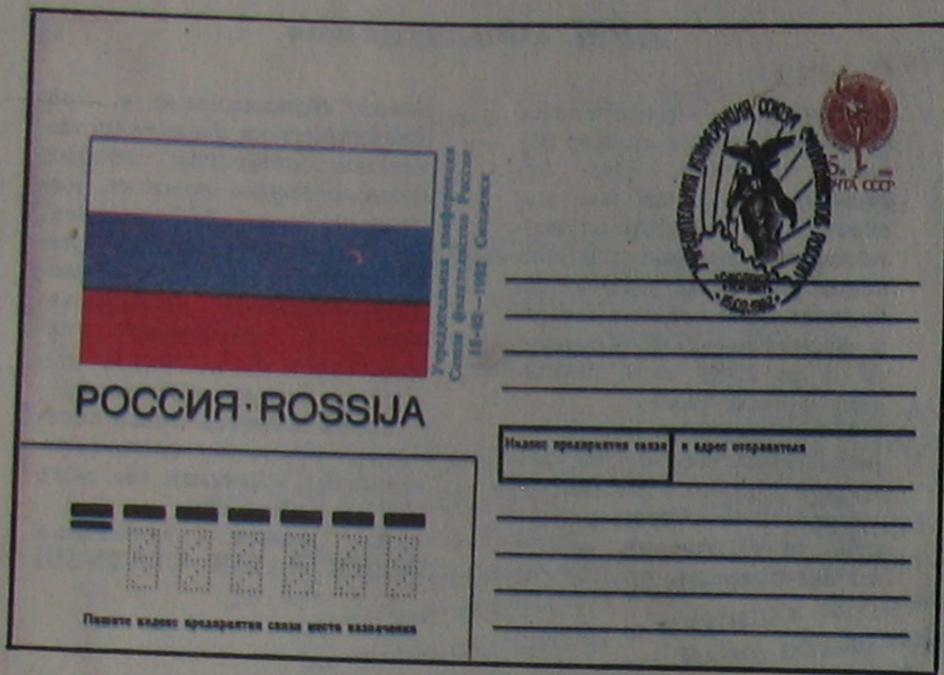 УЧРЕДИТЕЛЬНАЯ КОНФЕРЕНЦИЯ СОЮЗА ФИЛАТЕЛИСТОВ РОССИИ
15.02.1992
ПОЧТА СССР
Учредительная конференция
Союза филателистов России
15-02-1992 Смоленск
РОССИЯ · ROSSIJA
Индекс предприятия связи и адрес отправителя
Пишите индекс предприятия связи места назначения